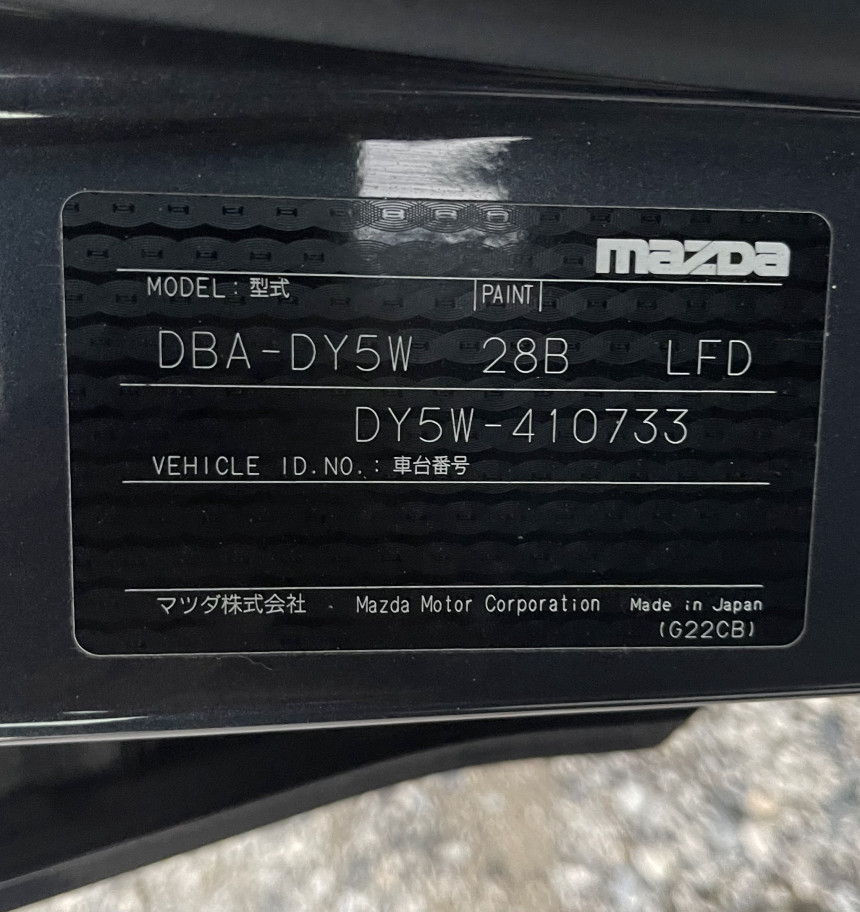 mazda
MODEL : 型式 PAINT
DBA-DY5W 28B LFD
DY5W-410733
VEHICLE ID.NO. : 車台番号
マツダ株式会社 . Mazda Motor Corporation Made in Japan
(G22CB)